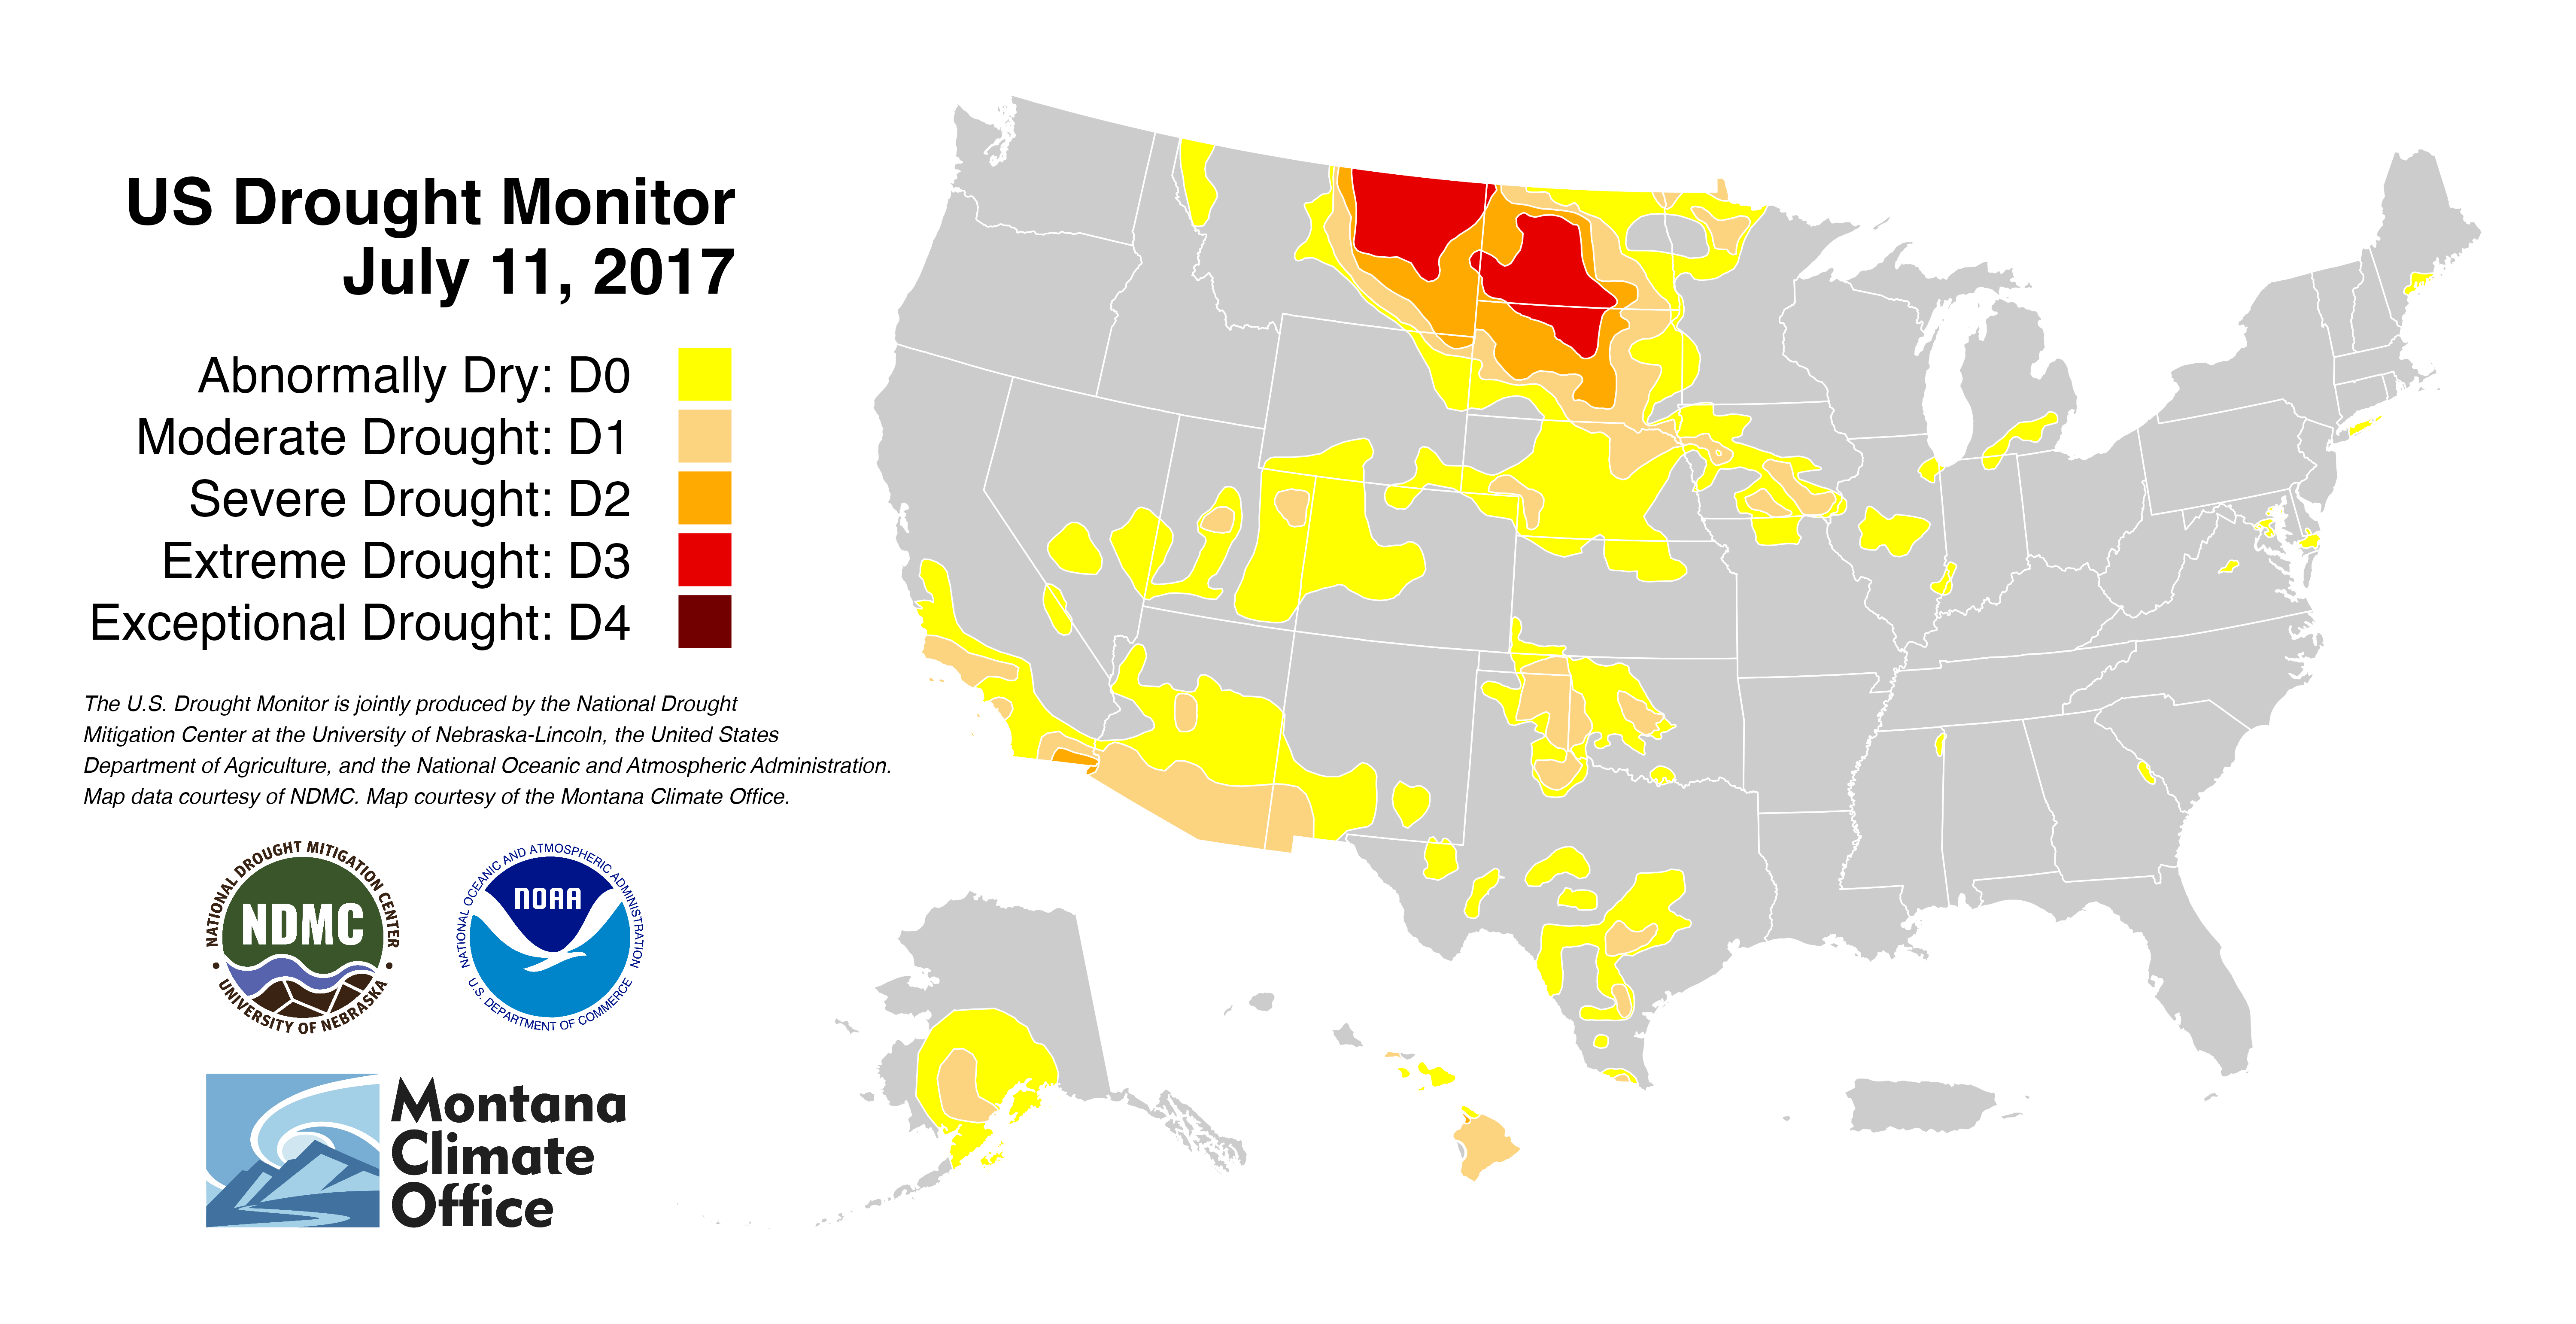 US Drought Monitor
July 11, 2017
Abnormally Dry: D0
Moderate Drought: D1
Severe Drought: D2
Extreme Drought: D3
Exceptional Drought: D4
The U.S. Drought Monitor is jointly produced by the National Drought
Mitigation Center at the University of Nebraska-Lincoln, the United States
Department of Agriculture, and the National Oceanic and Atmospheric Administration.
Map data courtesy of NDMC. Map courtesy of the Montana Climate Office.
NATIONAL DROUGHT MITIGATION CENTER
NDMC
• UNIVERSITY OF NEBRASKA •
NATIONAL OCEANIC AND ATMOSPHERIC ADMINISTRATION
NOAA
U.S. DEPARTMENT OF COMMERCE
Montana
Climate
Office